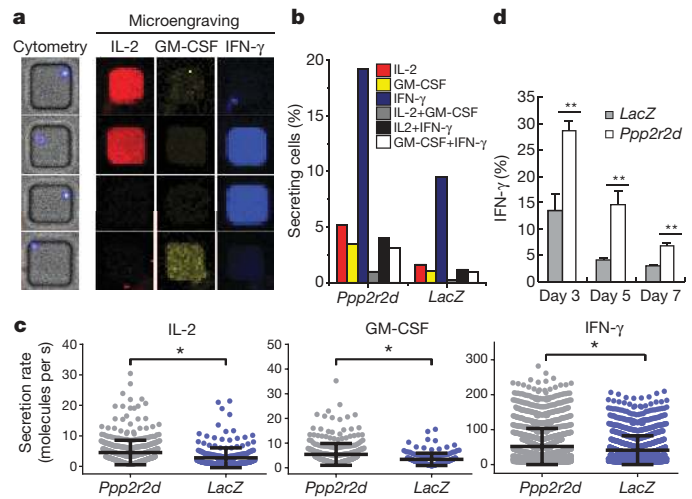 a
Microengraving
Cytometry IL-2 GM-CSF IFN-γ
b
Secreting cells (%)
20
15
10
5
0
IL-2
GM-CSF
IFN-γ
IL-2+GM-CSF
IL2+IFN-γ
GM-CSF+IFN-γ
Ppp2r2d LacZ
d
IFN-γ (%)
35
30
25
20
15
10
5
0
LacZ
Ppp2r2d
**
**
**
Day 3 Day 5 Day 7
c
Secretion rate
(molecules per s)
IL-2
40
30
20
10
0
*
Ppp2r2d LacZ
GM-CSF
50
40
30
20
10
0
*
Ppp2r2d LacZ
IFN-γ
300
200
100
0
*
Ppp2r2d LacZ